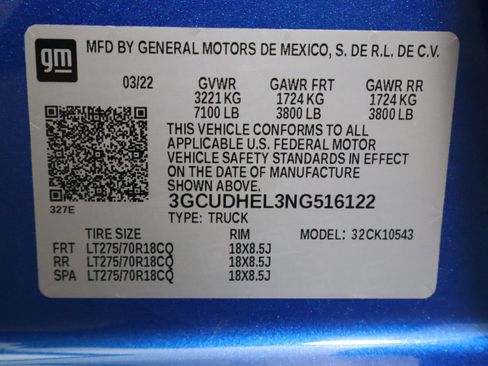 gm MFD BY GENERAL MOTORS DE MEXICO, S. DE R.L. DE C.V.
03/22 GVWR GAWR FRT GAWR RR
3221 KG 1724 KG 1724 KG
7100 LB 3800 LB 3800 LB
THIS VEHICLE CONFORMS TO ALL
APPLICABLE U.S. FEDERAL MOTOR
VEHICLE SAFETY STANDARDS IN EFFECT
ON THE DATE OF MANUFACTURE
SHOWN ABOVE.
327E 3GCUDHEL3NG516122
TYPE: TRUCK
TIRE SIZE RIM MODEL: 32CK10543
FRT LT275/70R18CQ 18X8.5J
RR LT275/70R18CQ 18X8.5J
SPA LT275/70R18CQ 18X8.5J